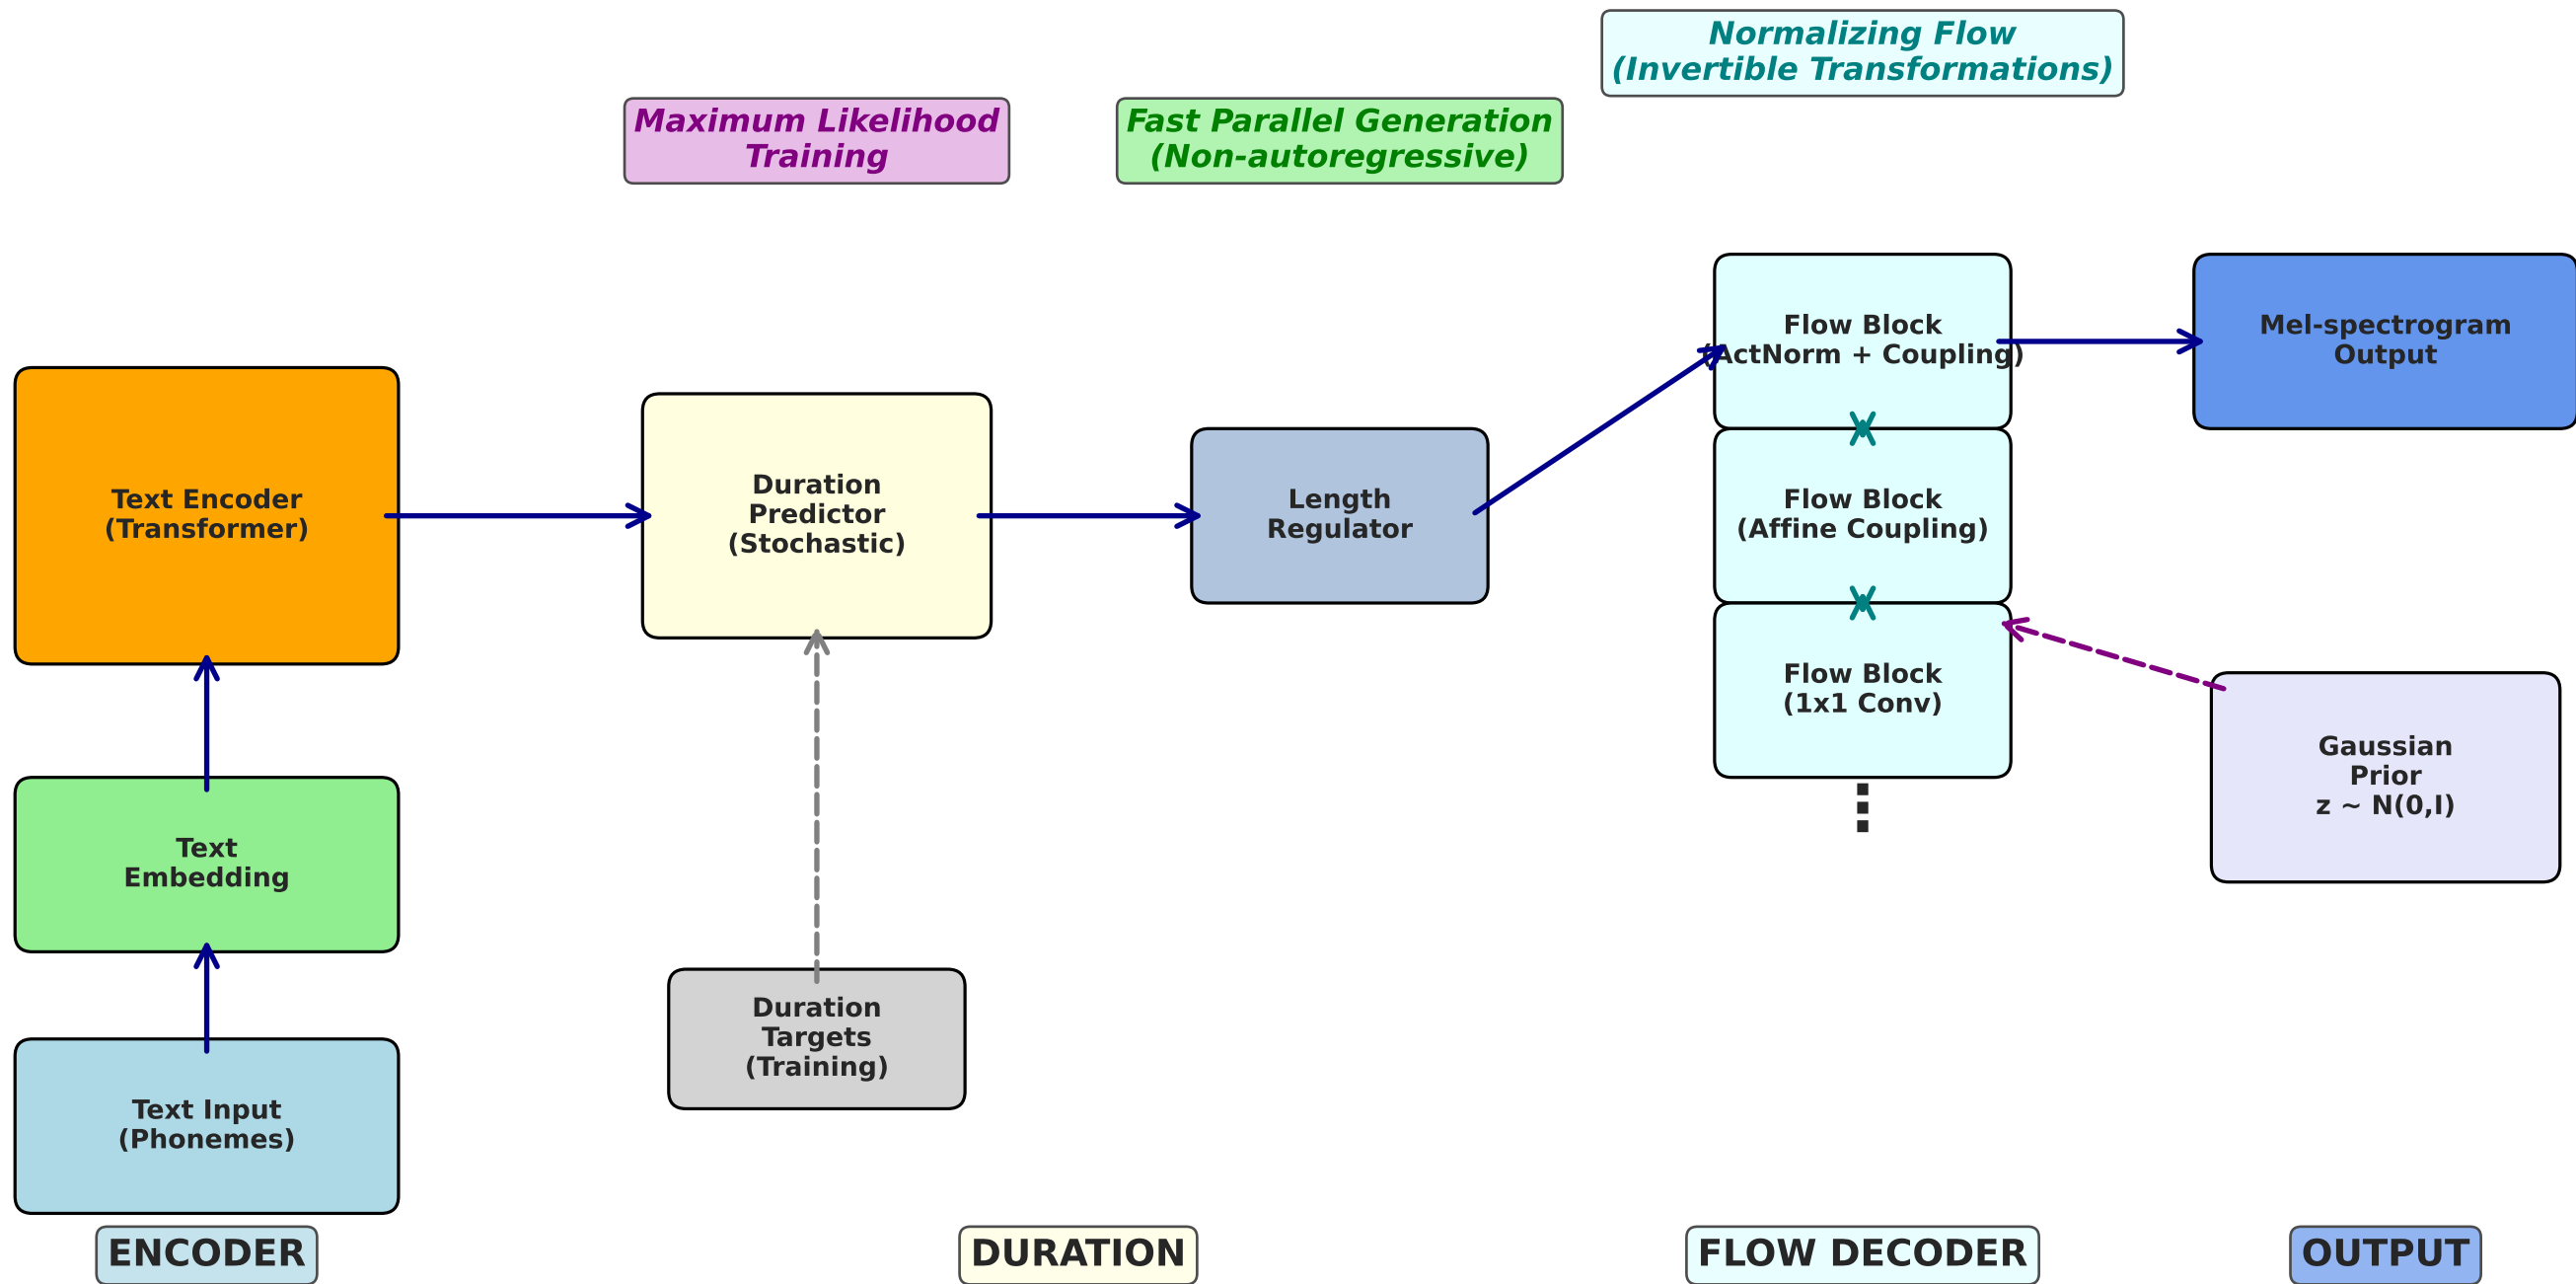 Normalizing Flow
(Invertible Transformations)
Maximum Likelihood
Training
Fast Parallel Generation
(Non-autoregressive)
Text Encoder
(Transformer)
Text
Embedding
Text Input
(Phonemes)
Duration
Predictor
(Stochastic)
Duration
Targets
(Training)
Length
Regulator
Flow Block
(ActNorm + Coupling)
Flow Block
(Affine Coupling)
Flow Block
(1x1 Conv)
Mel-spectrogram
Output
Gaussian
Prior
z ~ N(0,I)
ENCODER
DURATION
FLOW DECODER
OUTPUT